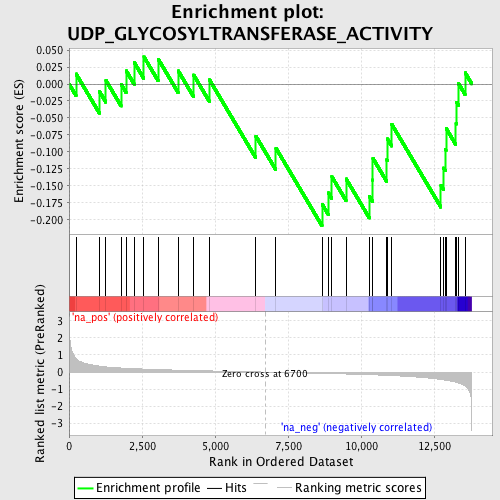 Enrichment plot:
UDP_GLYCOSYLTRANSFERASE_ACTIVITY
Enrichment score (ES)
0.050
0.025
0.000
-0.025
-0.050
-0.075
-0.100
-0.125
-0.150
-0.175
-0.200
'na_pos' (positively correlated)
Ranked list metric (PreRanked)
3
2
1
0
-1
-2
-3
Zero cross at 6700
'na_neg' (negatively correlated)
0
2,500
5,000
7,500
10,000
12,500
Rank in Ordered Dataset
Enrichment profile
Hits
Ranking metric scores